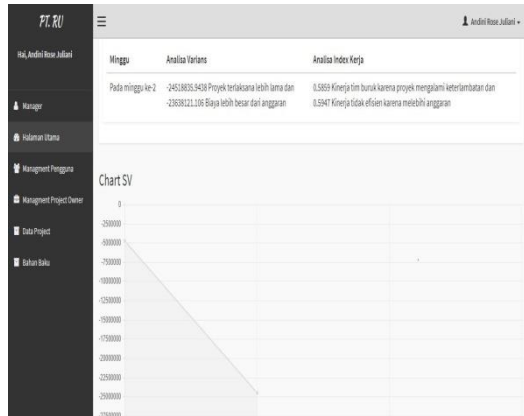 PT. RU
Andini Rose Juliani
Hai, Andini Rose Juliani
Manager
Halaman Utama
Managment Pengguna
Managment Project Owner
Data Project
Bahan Baku
Minggu Analisa Varians Analisa Index Kerja
Pada minggu ke-2 -24518835.9438 Proyek terlaksana lebih lama dan 0.5859 Kinerja tim buruk karena proyek mengalami keterlambatan dan
-23638121.106 Biaya lebih besar dari anggaran 0.5947 Kinerja tidak efisien karena melebihi anggaran
Chart SV
0
-2500000
-5000000
-7500000
-10000000
-12500000
-15000000
-17500000
-20000000
-22500000
-25000000